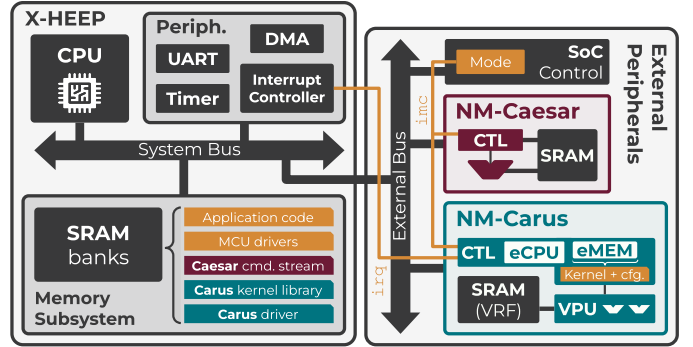 X-HEEP
CPU
Periph.
DMA
UART
Timer
Interrupt
Controller
System Bus
SRAM
banks
Application code
MCU drivers
Caesar cmd. stream
Carus kernel library
Carus driver
Memory
Subsystem
External Bus
imc
irq
External
Peripherals
Mode
SoC
Control
NM-Caesar
CTL
SRAM
NM-Carus
CTL
eCPU
eMEM
Kernel + cfg.
SRAM
(VRF)
VPU